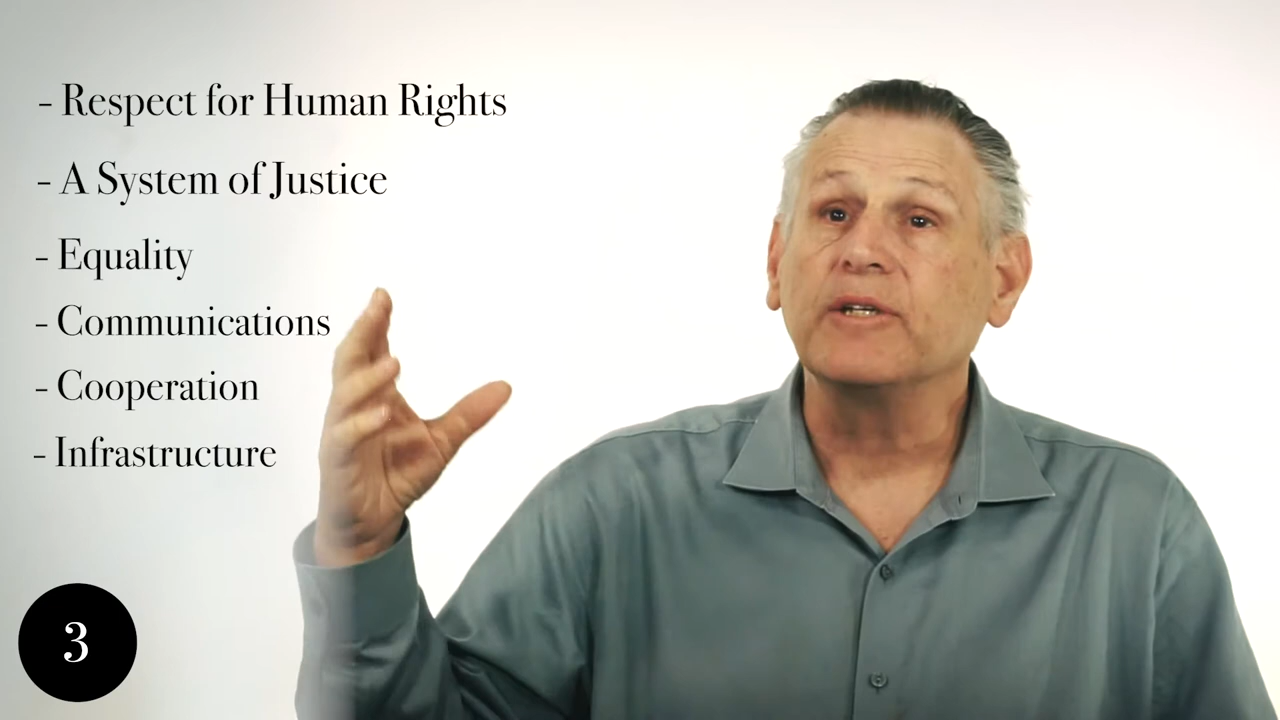 - Respect for Human Rights
- A System of Justice
- Equality
- Communications
- Cooperation
- Infrastructure
3